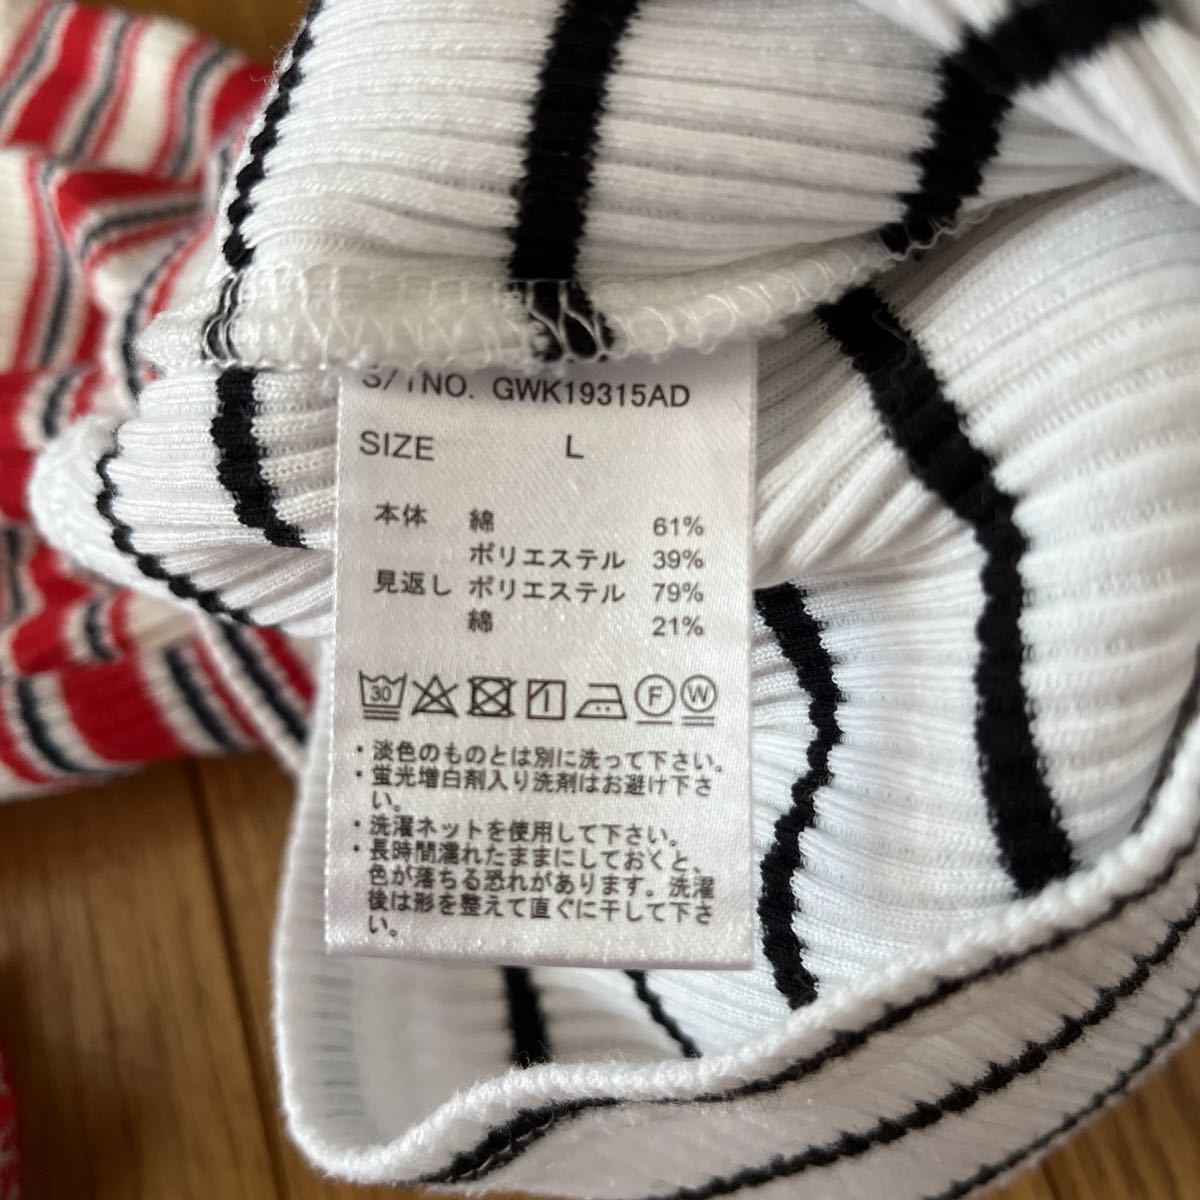 S/TNO. GWK19315AD
SIZE L
本体 綿 61%
ポリエステル 39%
見返し ポリエステル 79%
綿 21%
30 F W
・淡色のものとは別に洗って下さい。
・蛍光増白剤入り洗剤はお避け下さ
い。
・洗濯ネットを使用して下さい。
・長時間濡れたままにしておくと、
色が落ちる恐れがあります。洗濯
後は形を整えて直ぐに干して下さ
い。